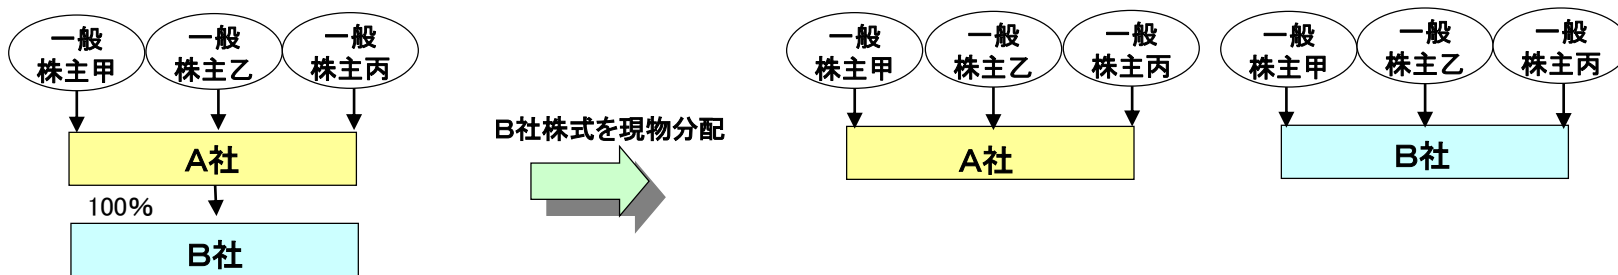 一般
株主甲
一般
株主乙
一般
株主丙
A社
100%
B社
B社株式を現物分配
一般
株主甲
一般
株主乙
一般
株主丙
A社
一般
株主甲
一般
株主乙
一般
株主丙
B社